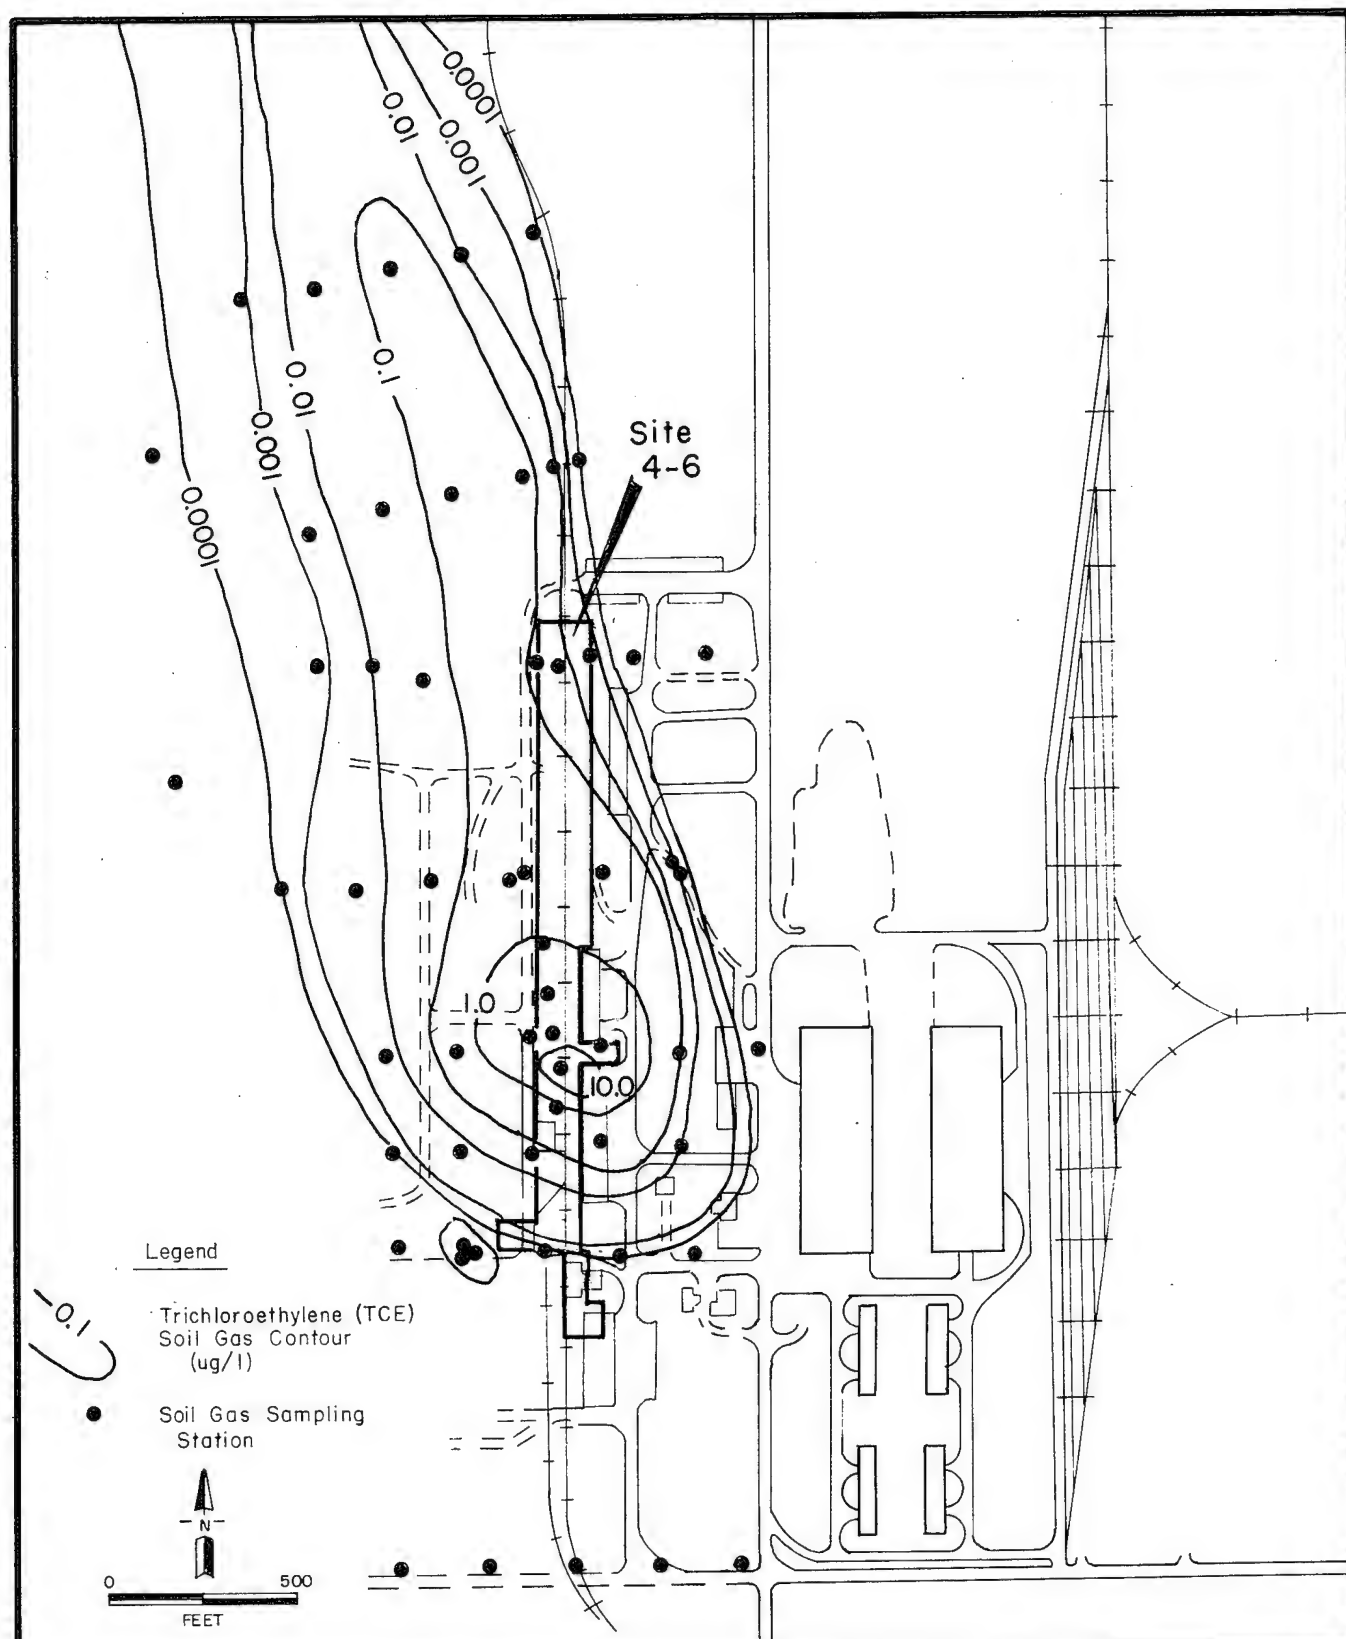 0.0001
0.001
0.01
0.1
0.01
0.001
0.0001
Site
4-6
1.0
10.0
Legend
0.1
Trichloroethylene (TCE)
Soil Gas Contour
(ug/l)
Soil Gas Sampling
Station
N
0 500
FEET